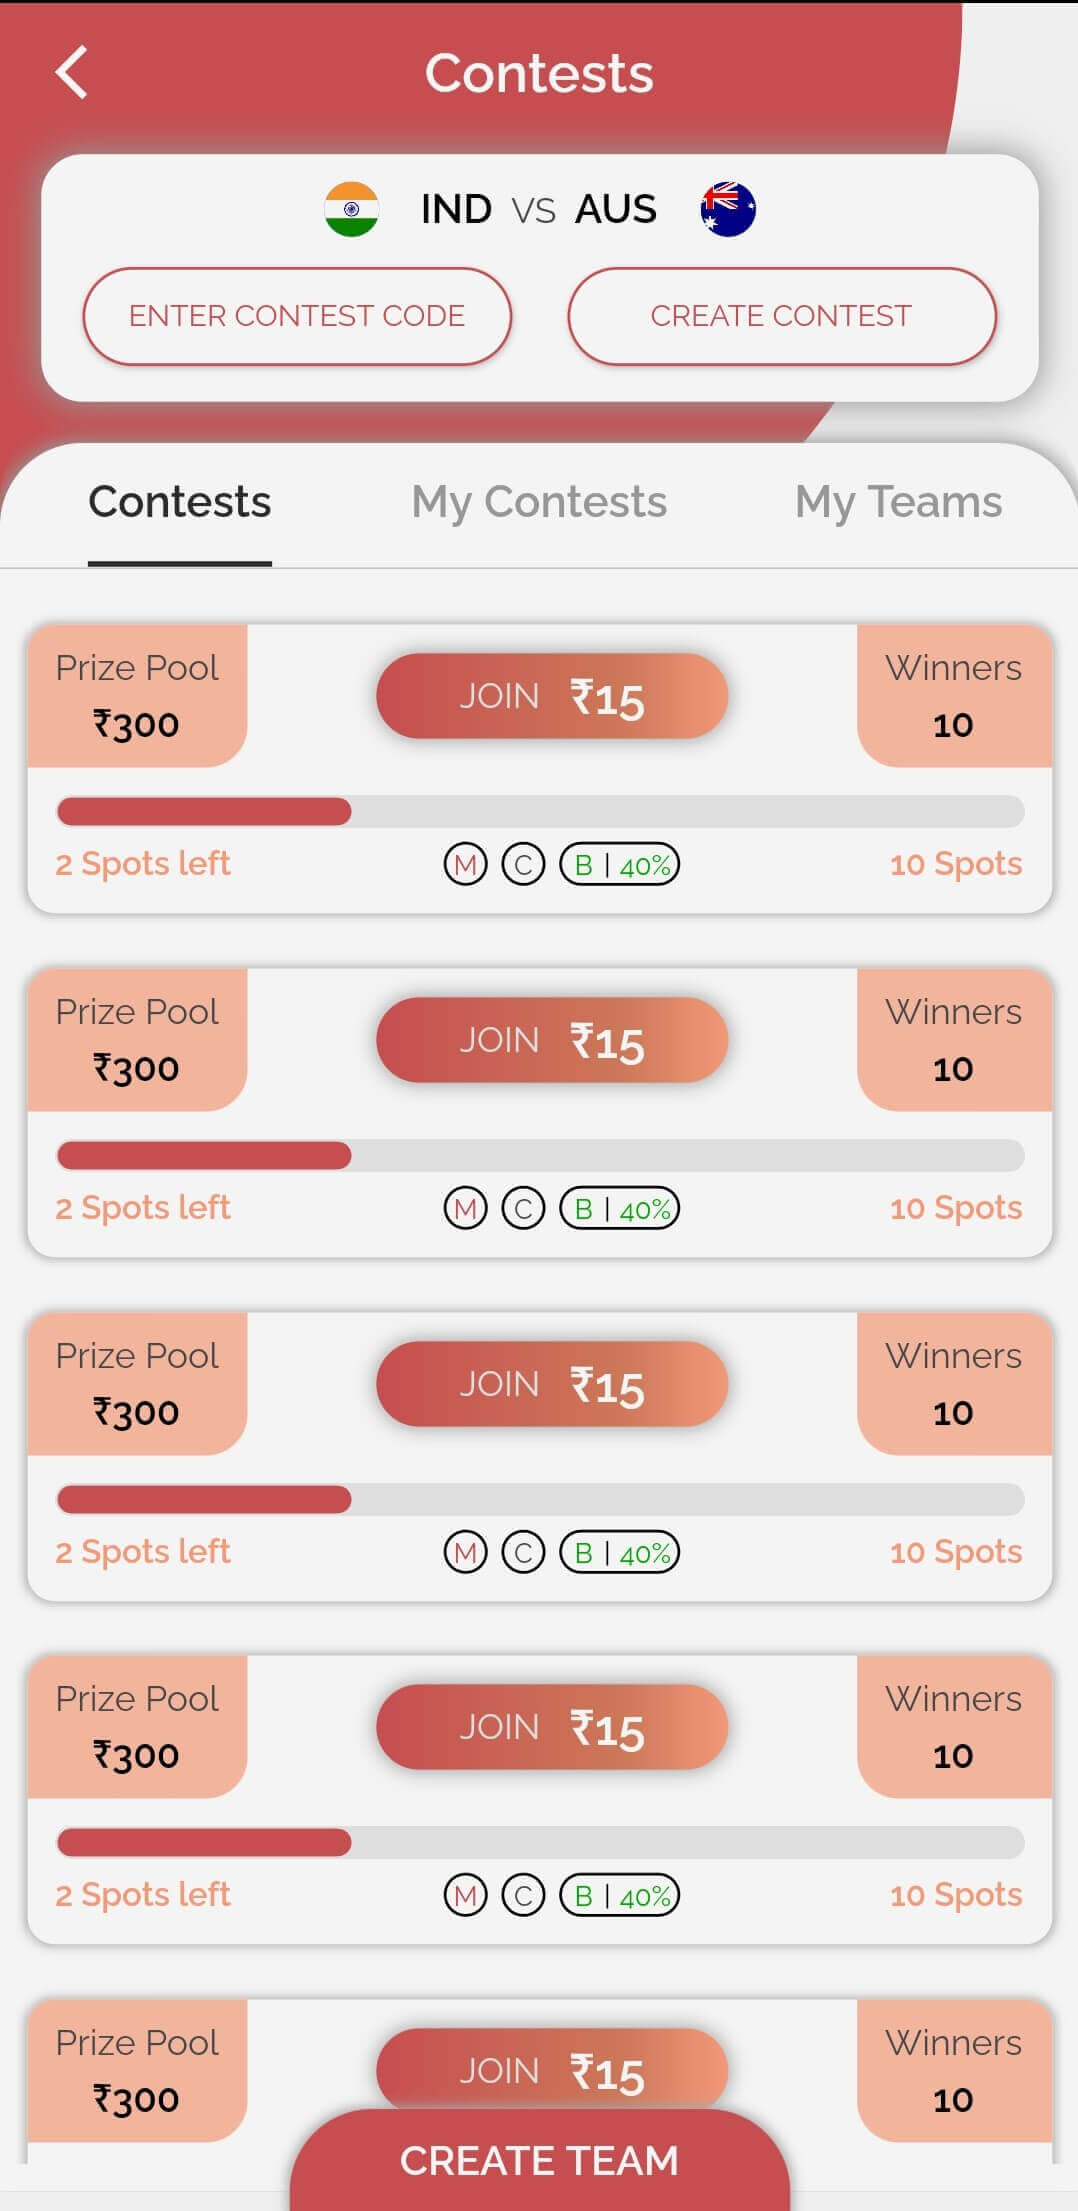 Contests
IND VS AUS
ENTER CONTEST CODE CREATE CONTEST
Contests My Contests My Teams
Prize Pool JOIN ₹15 Winners
₹300 10
2 Spots left M C B | 40% 10 Spots
Prize Pool JOIN ₹15 Winners
₹300 10
2 Spots left M C B | 40% 10 Spots
Prize Pool JOIN ₹15 Winners
₹300 10
2 Spots left M C B | 40% 10 Spots
Prize Pool JOIN ₹15 Winners
₹300 10
2 Spots left M C B | 40% 10 Spots
Prize Pool JOIN ₹15 Winners
₹300 10
CREATE TEAM